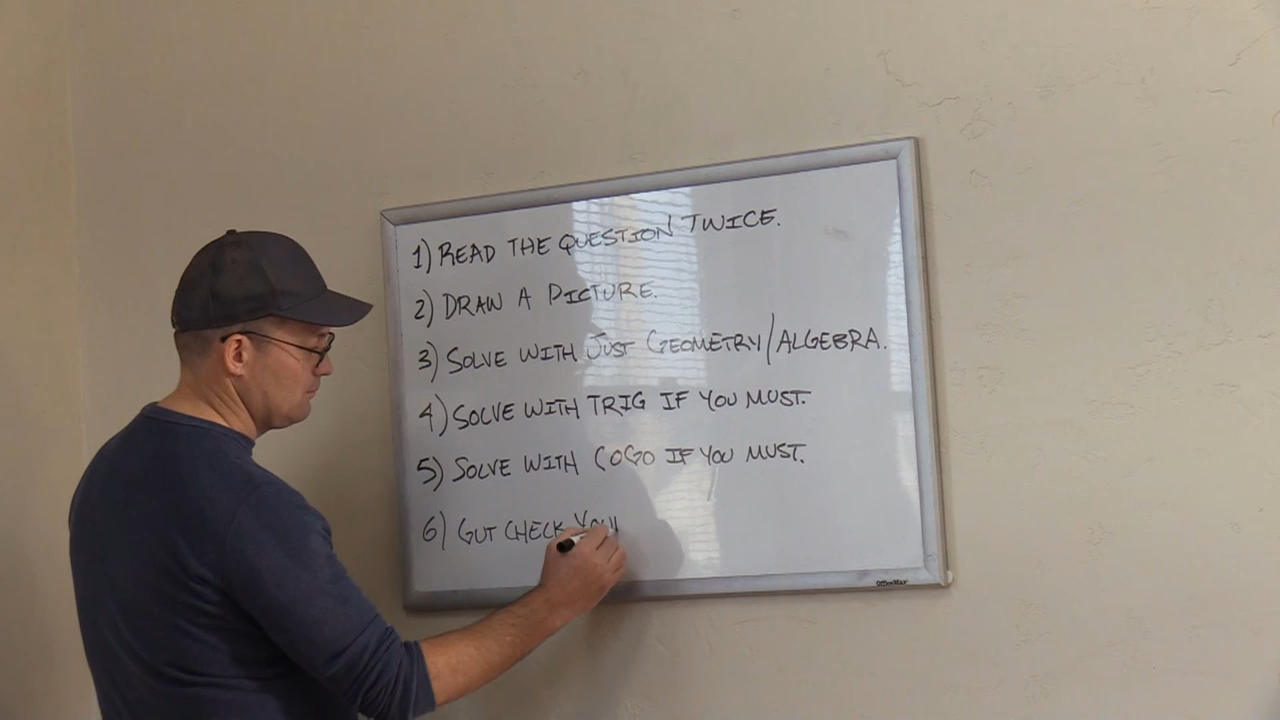 1) READ THE QUESTION TWICE.
2) DRAW A PICTURE.
3) SOLVE WITH JUST GEOMETRY/ALGEBRA.
4) SOLVE WITH TRIG IF YOU MUST.
5) SOLVE WITH COGO IF YOU MUST.
6) GUT CHECK YOU
OfficeMax